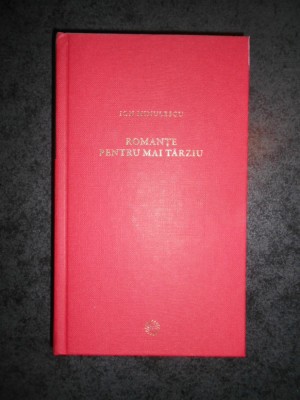 ION MINULESCU
ROMANȚE
PENTRU MAI TÂRZIU